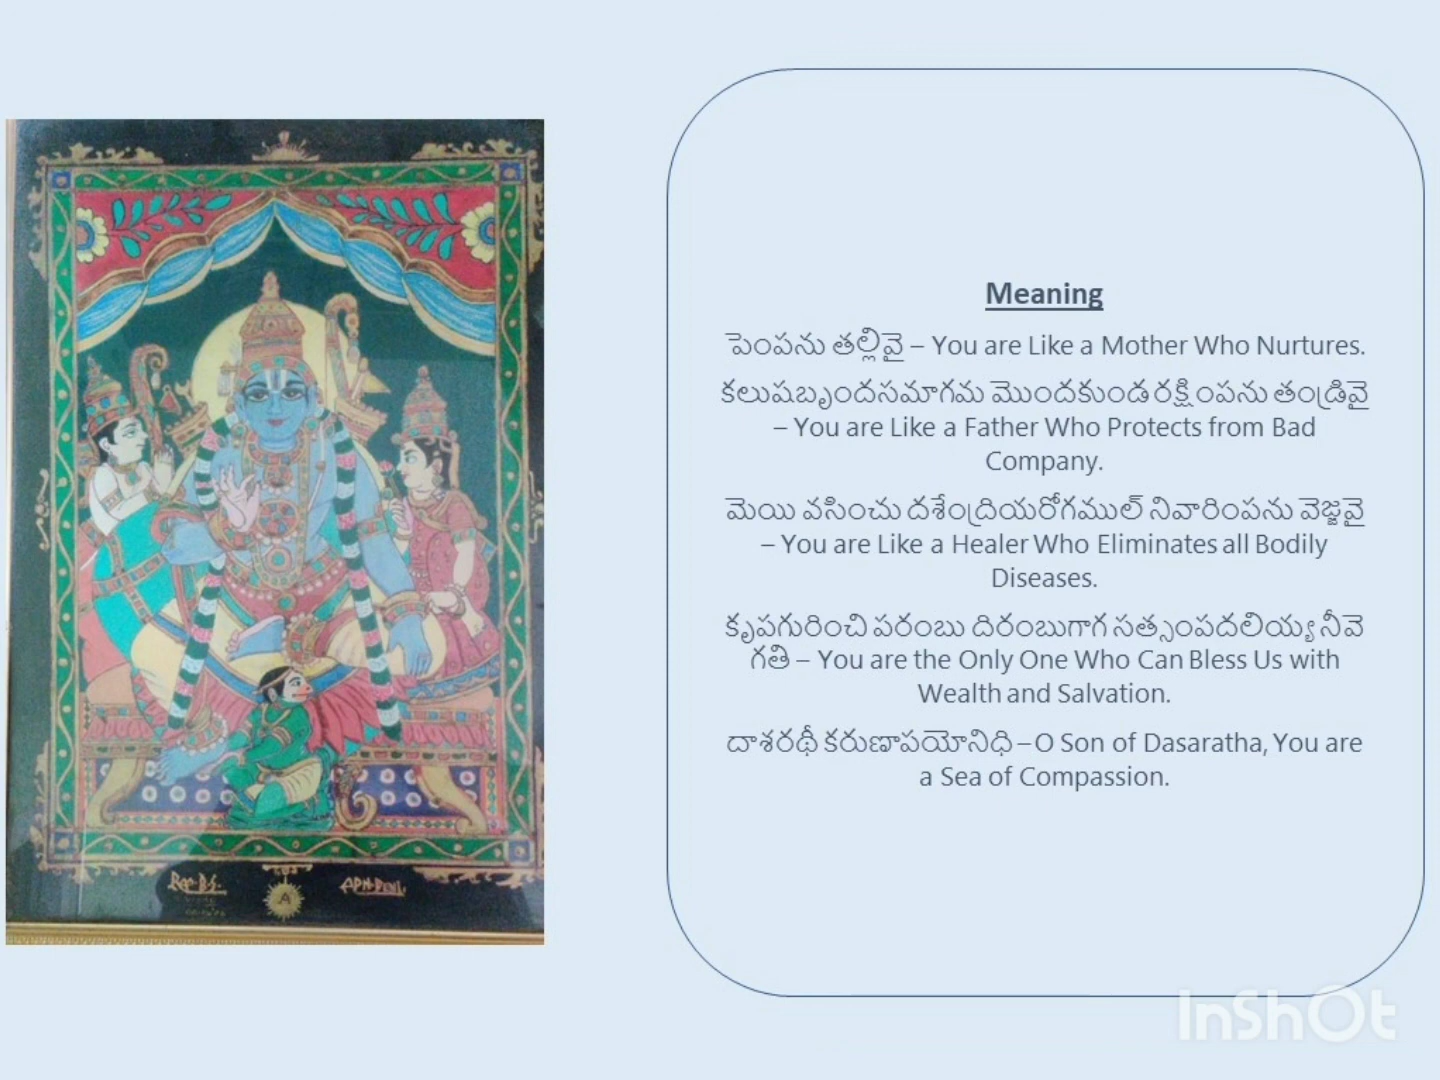 Meaning
పెంపను తల్లివై – You are Like a Mother Who Nurtures.
కలుషబృందసమాగమ మొందకుండ రక్షింపను తండ్రివై
– You are Like a Father Who Protects from Bad
Company.
మెయి వసించు దశేంద్రియరోగముల్ నివారింపను వెజ్జవై
– You are Like a Healer Who Eliminates all Bodily
Diseases.
కృపగురించి పరంబు దిరంబుగాగ సత్సంపదలియ్య నీవె
గతి – You are the Only One Who Can Bless Us with
Wealth and Salvation.
దాశరథీ కరుణాపయోనిధి – O Son of Dasaratha, You are
a Sea of Compassion.
A
InShOt